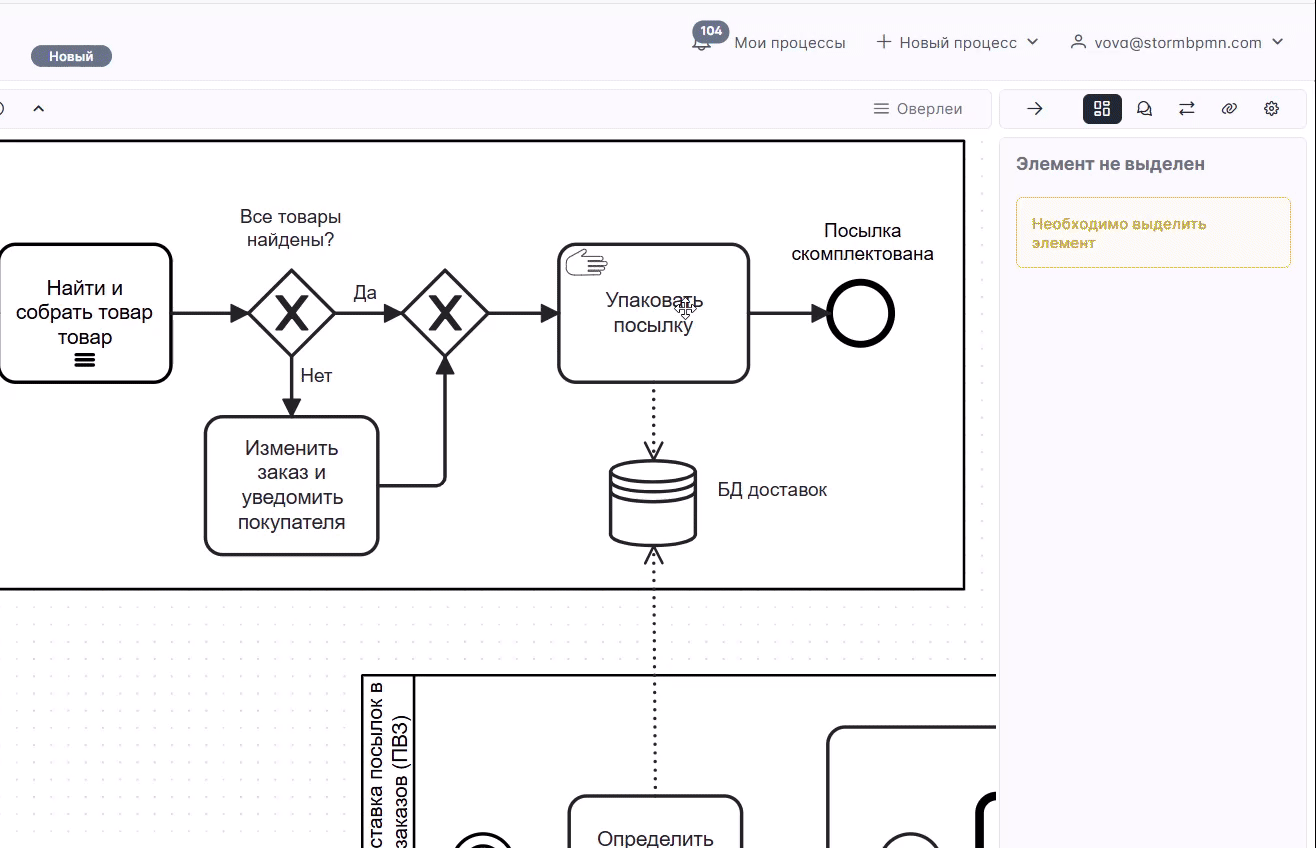 104
Мои процессы
Новый процесс
vova@stormbpmn.com
Новый
Оверлеи
Элемент не выделен
Необходимо выделить
элемент
Все товары
найдены?
Посылка
скомплектована
Найти и
собрать товар
товар
Да
Упаковать
посылку
Нет
Изменить
заказ и
уведомить
покупателя
БД доставок
ставка посылок в
заказов (ПВЗ)
Определить